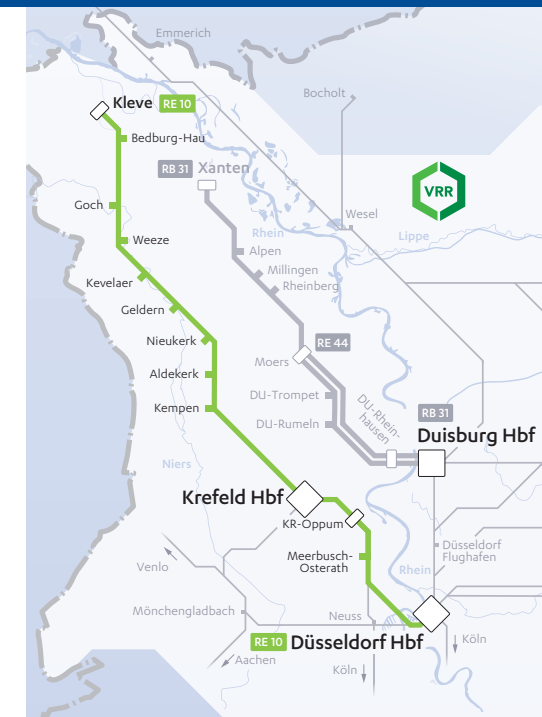 Emmerich
Kleve RE 10
Bocholt
Bedburg-Hau
RB 31 Xanten
VRR
Goch
Wesel
Rhein
Lippe
Weeze
Alpen
Millingen
Kevelaer
Rheinberg
Geldern
Nieukerk
RE 44
Moers
Aldekerk
DU-Trompet
Kempen
DU-Rhein-
hausen
RB 31
DU-Rumeln
Duisburg Hbf
Niers
Krefeld Hbf
KR-Oppum
Düsseldorf
Flughafen
Meerbusch-
Osterath
Venlo
Rhein
Mönchengladbach
Neuss
RE 10 Düsseldorf Hbf
Köln
Aachen
Köln